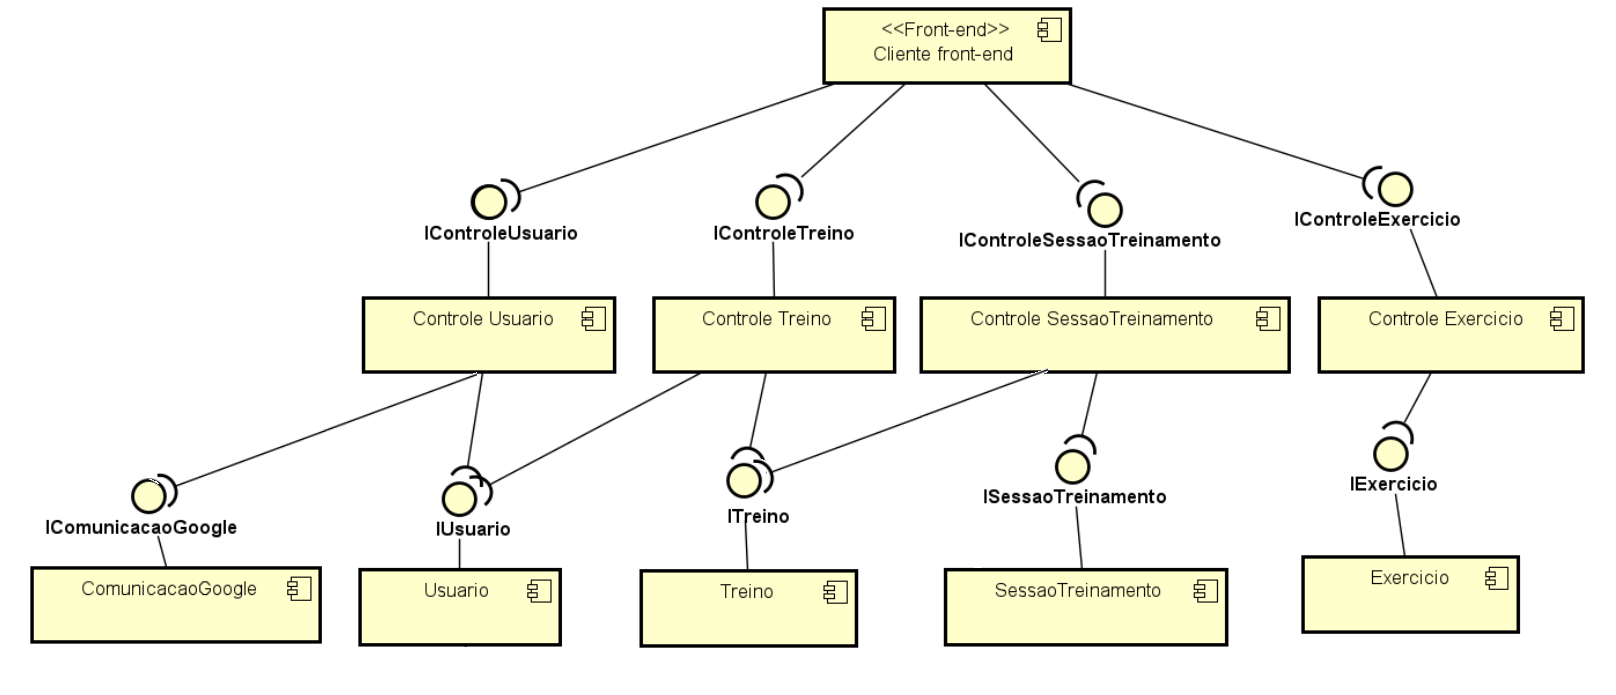 <<Front-end>>
Cliente front-end
IControleUsuario
IControleTreino
IControleSessaoTreinamento
IControleExercicio
Controle Usuario
Controle Treino
Controle SessaoTreinamento
Controle Exercicio
IComunicacaoGoogle
IUsuario
ITreino
ISessaoTreinamento
IExercicio
ComunicacaoGoogle
Usuario
Treino
SessaoTreinamento
Exercicio